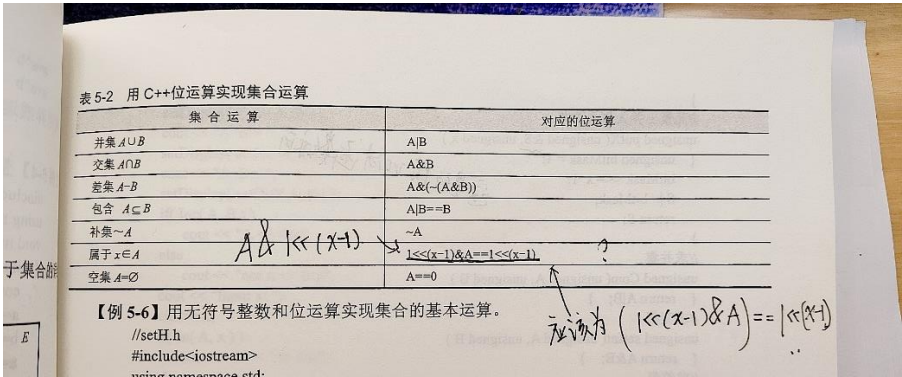 表 5-2 用 C++位运算实现集合运算
集 合 运 算 对应的位运算
并集 A∪B A|B
交集 A∩B A&B
差集 A-B A&(~(A&B))
包含 A⊆B A|B==B
补集~A ~A
A & 1<<(x-1)
属于 x∈A 1<<(x-1)&A==1<<(x-1) ?
于集合的
空集 A=∅ A==0
【例 5-6】用无符号整数和位运算实现集合的基本运算。
应该为 (1<<(x-1)&A)==1<<(x-1)
//setH.h
E
#include<iostream>
using namespace std;